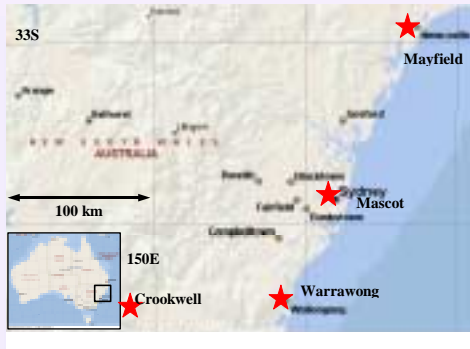 33S
Mayfield
Orange
Bathurst
Gosford
NEW SOUTH WALES
AUSTRALIA
Blacktown
Sydney
Mascot
Fairfield
100 km
Campbelltown
150E
Warrawong
Crookwell
Wollongong